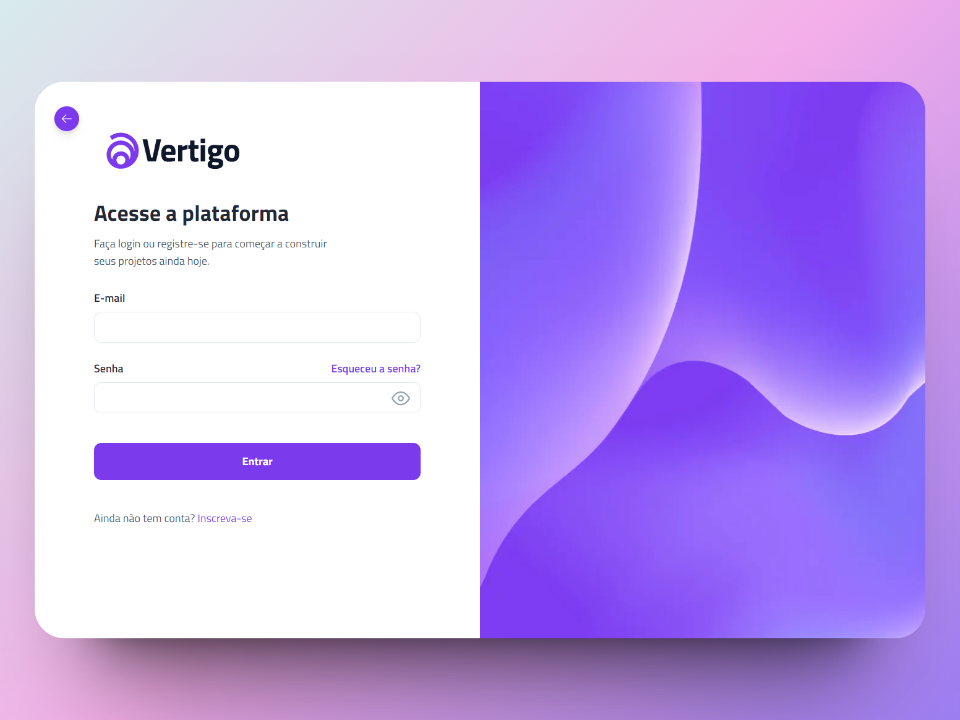 Vertigo
Acesse a plataforma
Faça login ou registre-se para começar a construir
seus projetos ainda hoje.
E-mail
Senha
Esqueceu a senha?
Entrar
Ainda não tem conta? Inscreva-se